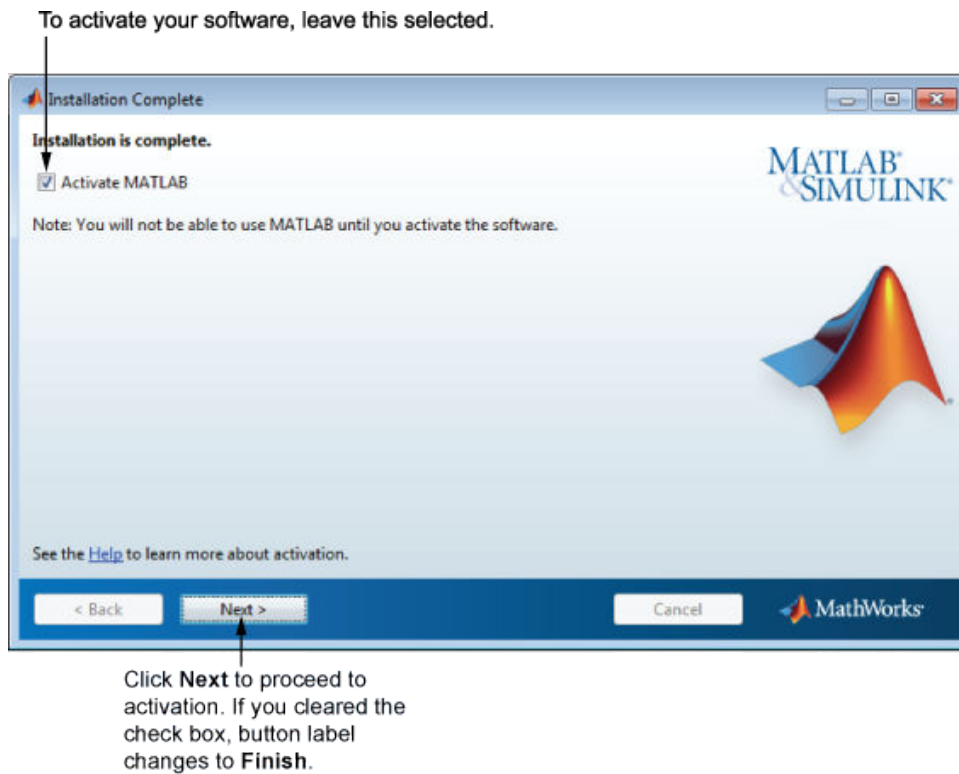 To activate your software, leave this selected.
Installation Complete
Installation is complete.
Activate MATLAB
Note: You will not be able to use MATLAB until you activate the software.
MATLAB®
&SIMULINK®
See the Help to learn more about activation.
< Back
Next >
Cancel
MathWorks®
Click Next to proceed to
activation. If you cleared the
check box, button label
changes to Finish.